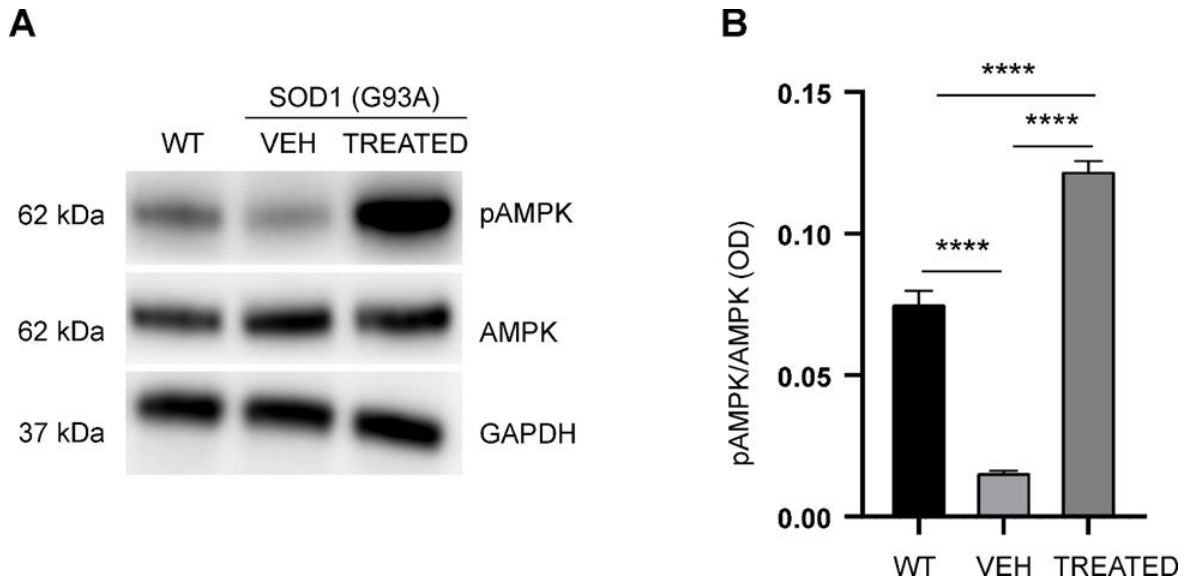 A
SOD1 (G93A)
WT VEH TREATED
62 kDa pAMPK
62 kDa AMPK
37 kDa GAPDH
B
****
****
****
pAMPK/AMPK (OD)
0.15
0.10
0.05
0.00
WT VEH TREATED